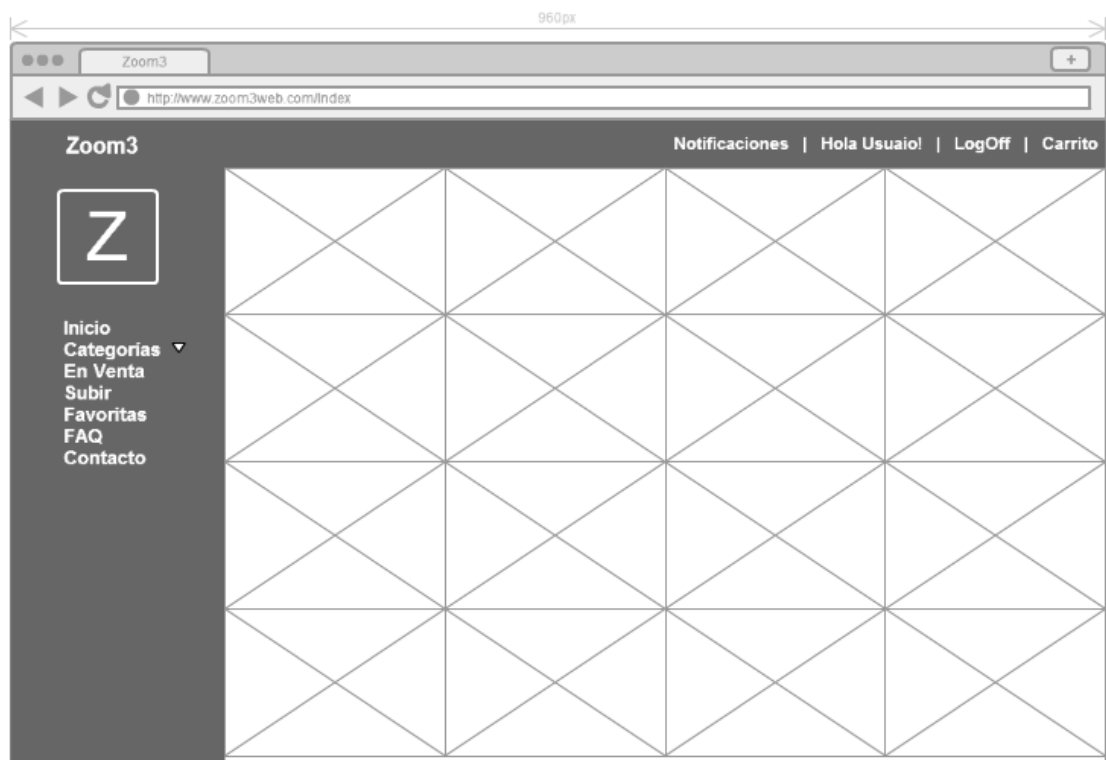 960px
Zoom3
+
http://www.zoom3web.com/Index
Zoom3
Notificaciones | Hola Usuaio! | LogOff | Carrito
Z
Inicio
Categorías
En Venta
Subir
Favoritas
FAQ
Contacto